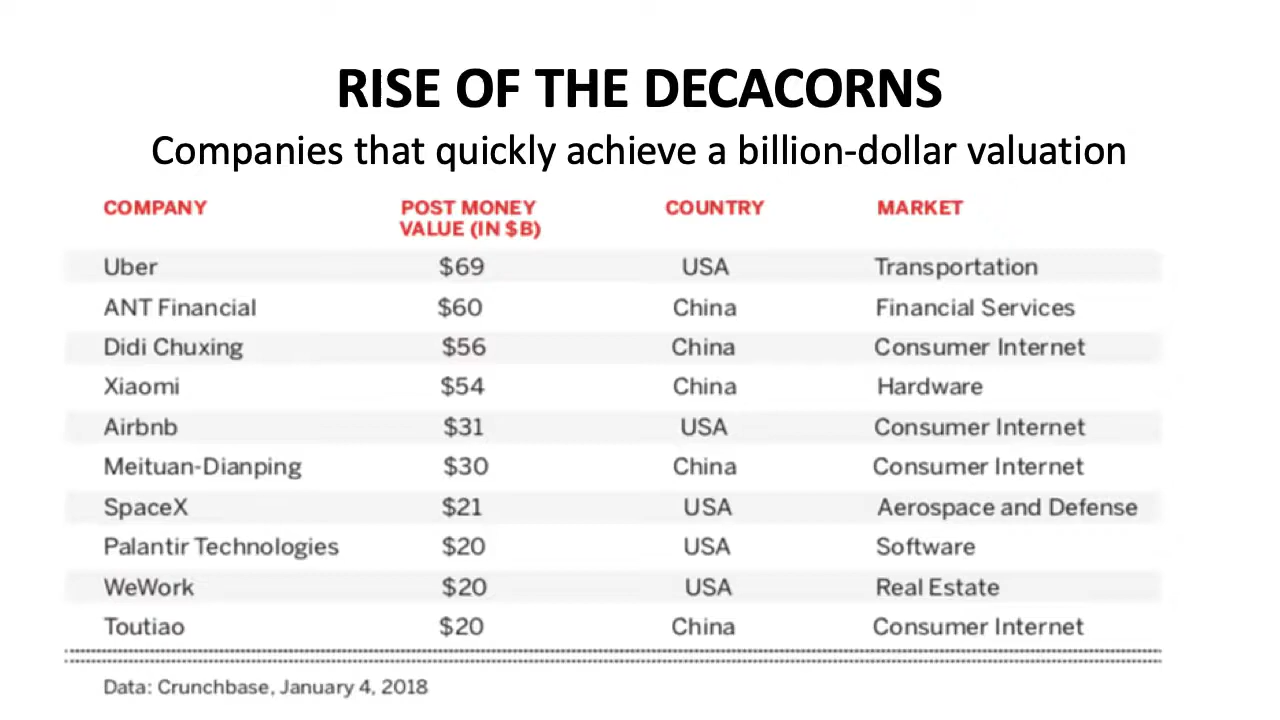 RISE OF THE DECACORNS
Companies that quickly achieve a billion-dollar valuation
COMPANY POST MONEY VALUE (IN $B) COUNTRY MARKET
Uber $69 USA Transportation
ANT Financial $60 China Financial Services
Didi Chuxing $56 China Consumer Internet
Xiaomi $54 China Hardware
Airbnb $31 USA Consumer Internet
Meituan-Dianping $30 China Consumer Internet
SpaceX $21 USA Aerospace and Defense
Palantir Technologies $20 USA Software
WeWork $20 USA Real Estate
Toutiao $20 China Consumer Internet
Data: Crunchbase, January 4, 2018